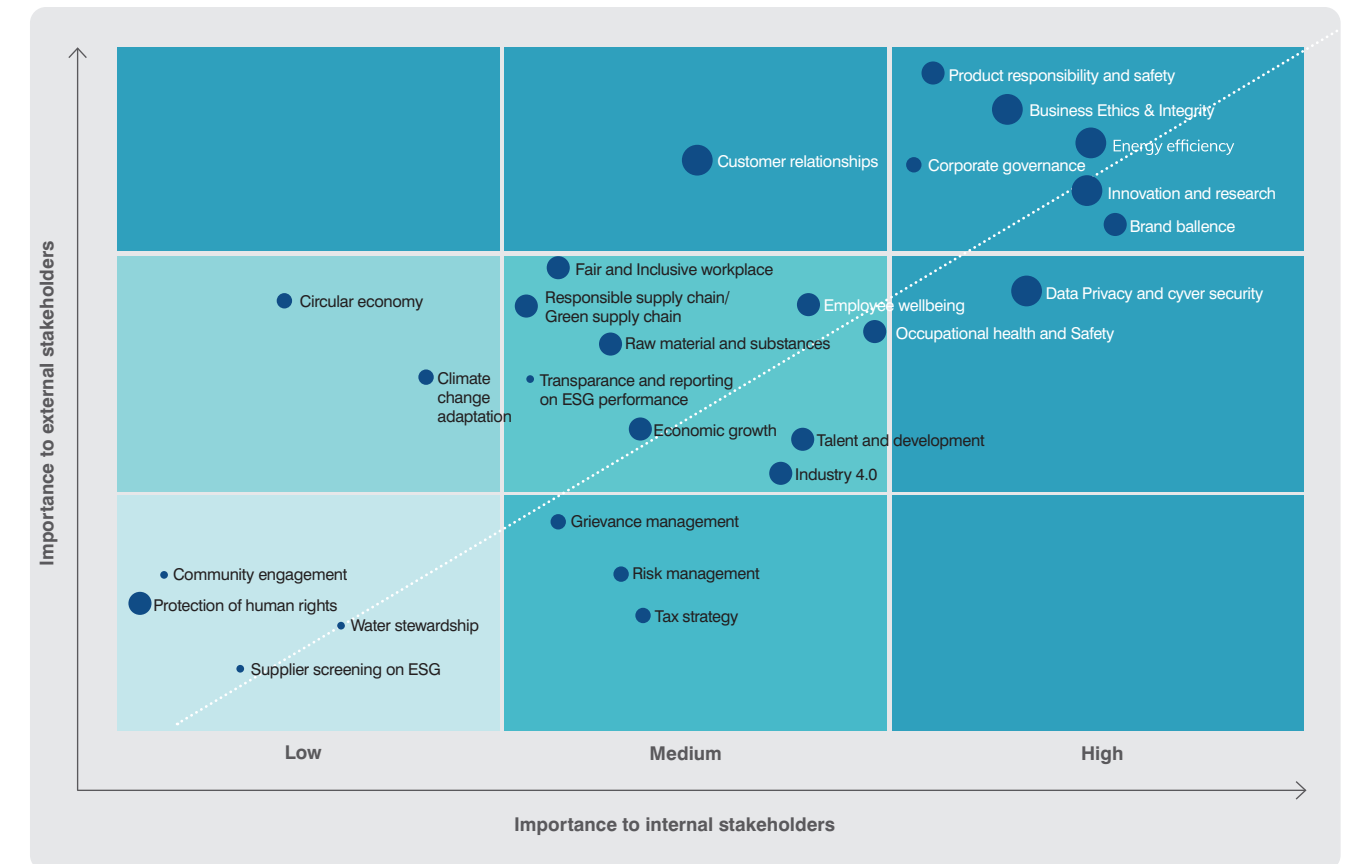 Importance to external stakeholders
Product responsibility and safety
Business Ethics & Integrity
Energy efficiency
Customer relationships
Corporate governance
Innovation and research
Brand ballence
Fair and Inclusive workplace
Circular economy
Responsible supply chain/
Green supply chain
Employee wellbeing
Data Privacy and cyver security
Occupational health and Safety
Raw material and substances
Climate
change
adaptation
Transparance and reporting
on ESG performance
Economic growth
Talent and development
Industry 4.0
Grievance management
Community engagement
Risk management
Protection of human rights
Tax strategy
Water stewardship
Supplier screening on ESG
Low
Medium
High
Importance to internal stakeholders